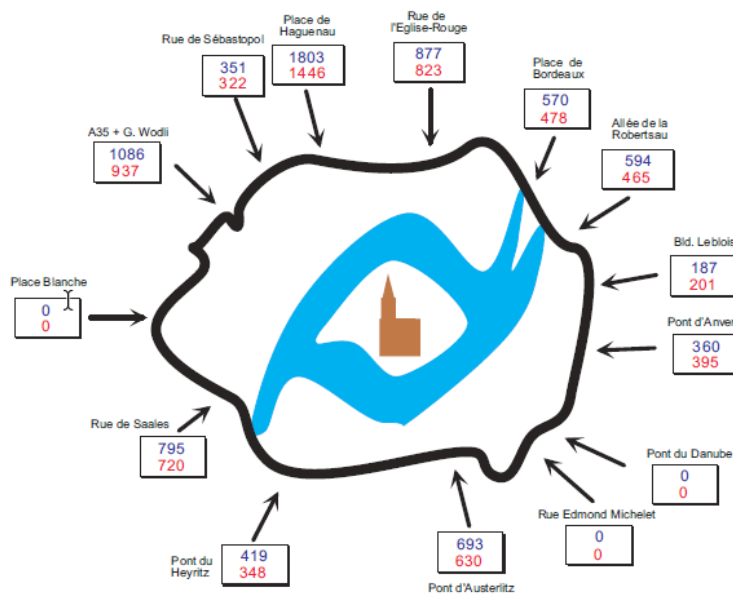 Place de
Haguenau
1803
1446
Rue de
l'Eglise-Rouge
877
823
Rue de Sébastopol
351
322
Place de
Bordeaux
570
478
A35 + G. Wodli
1086
937
Allée de la
Robertsau
594
465
Bld. Leblois
187
201
Place Blanche
0
0
Pont d'Anver
360
395
Rue de Saales
795
720
Pont du Danube
0
0
Rue Edmond Michelet
0
0
Pont du
Heyritz
419
348
693
630
Pont d'Austerlitz